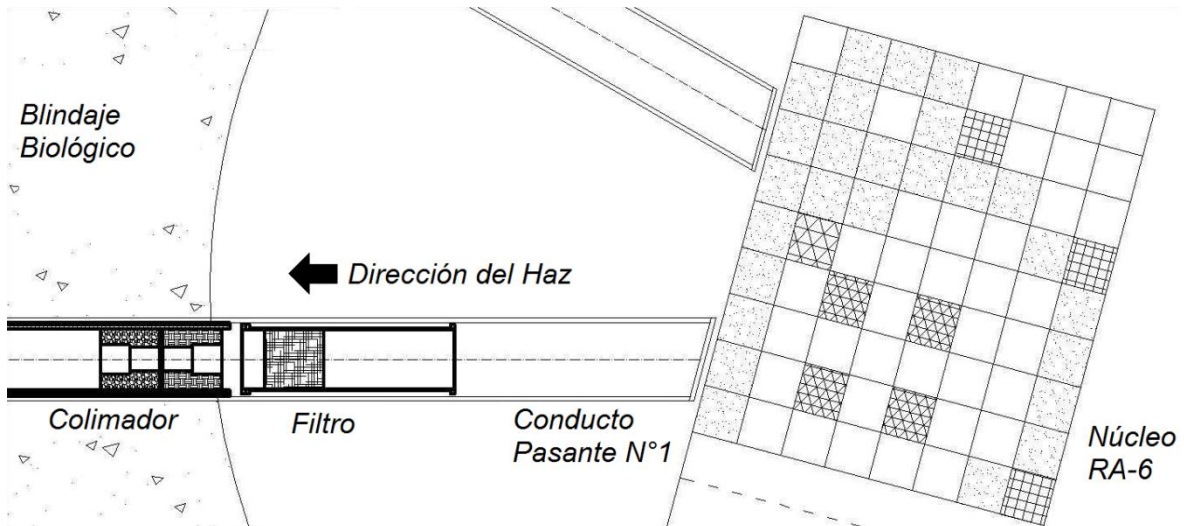 Blindaje
Biológico
Dirección del Haz
Colimador
Filtro
Conducto
Pasante N°1
Núcleo
RA-6